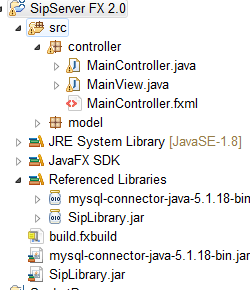 SipServer FX 2.0
src
controller
MainController.java
MainView.java
MainController.fxml
model
JRE System Library [JavaSE-1.8]
JavaFX SDK
Referenced Libraries
mysql-connector-java-5.1.18-bin
SipLibrary.jar
build.fxbuild
mysql-connector-java-5.1.18-bin.jar
SipLibrary.jar